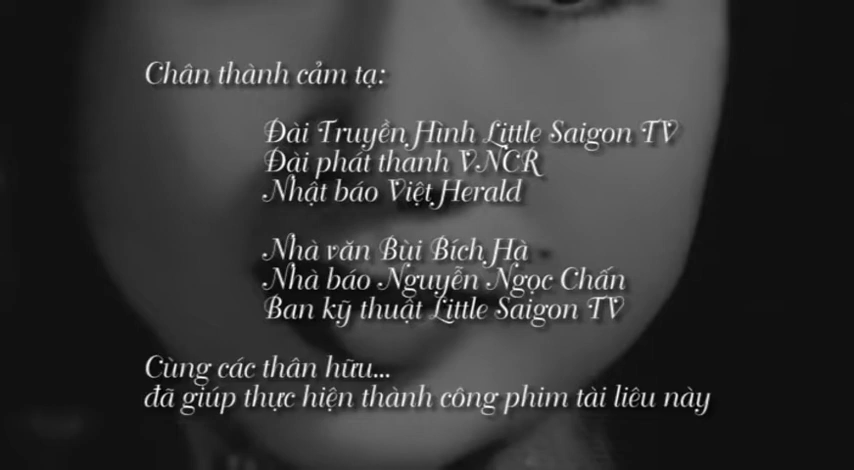 Chân thành cảm tạ:
Đài Truyền Hình Little Saigon TV
Đài phát thanh VNCR
Nhật báo Việt Herald
Nhà văn Bùi Bích Hà
Nhà báo Nguyễn Ngọc Chấn
Ban kỹ thuật Little Saigon TV
Cùng các thân hữu...
đã giúp thực hiện thành công phim tài liêu này